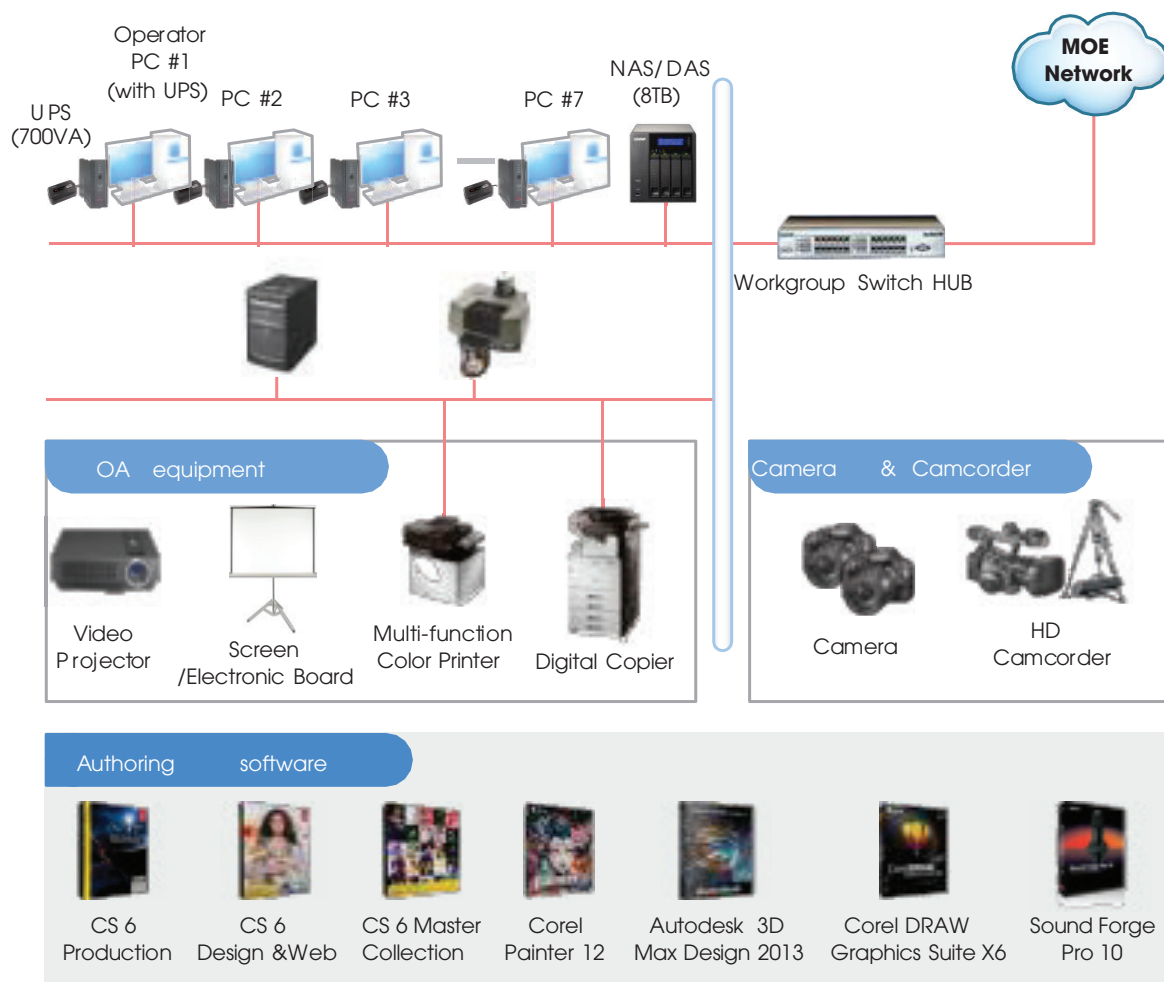 Operator
PC #1
(with UPS)
UPS
(700VA)
PC #2
PC #3
PC #7
NAS/DAS
(8TB)
MOE
Network
Workgroup Switch HUB
OA equipment
Video
Projector
Screen
/Electronic Board
Multi-function
Color Printer
Digital Copier
Camera & Camcorder
Camera
HD
Camcorder
Authoring software
CS 6
Production
CS 6
Design &Web
CS 6 Master
Collection
Corel
Painter 12
Autodesk 3D
Max Design 2013
Corel DRAW
Graphics Suite X6
Sound Forge
Pro 10